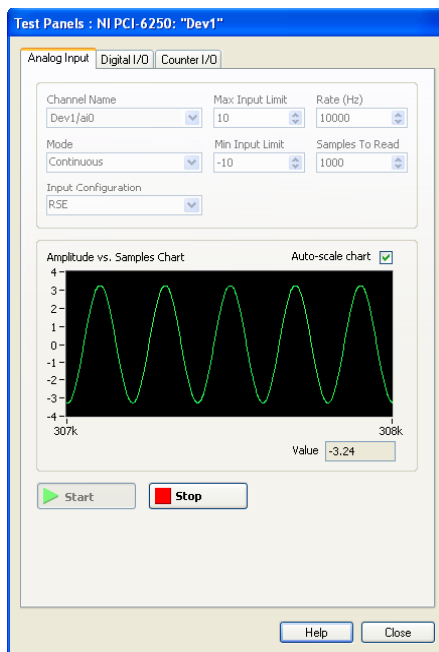 Test Panels : NI PCI-6250: "Dev1"
Analog Input Digital I/O Counter I/O
Channel Name Max Input Limit Rate (Hz)
Dev1/ai0 10 10000
Mode Min Input Limit Samples To Read
Continuous -10 1000
Input Configuration
RSE
Amplitude vs. Samples Chart Auto-scale chart
4
3
2
1
0
-1
-2
-3
-4
307k 308k
Value -3.24
Start Stop
Help Close